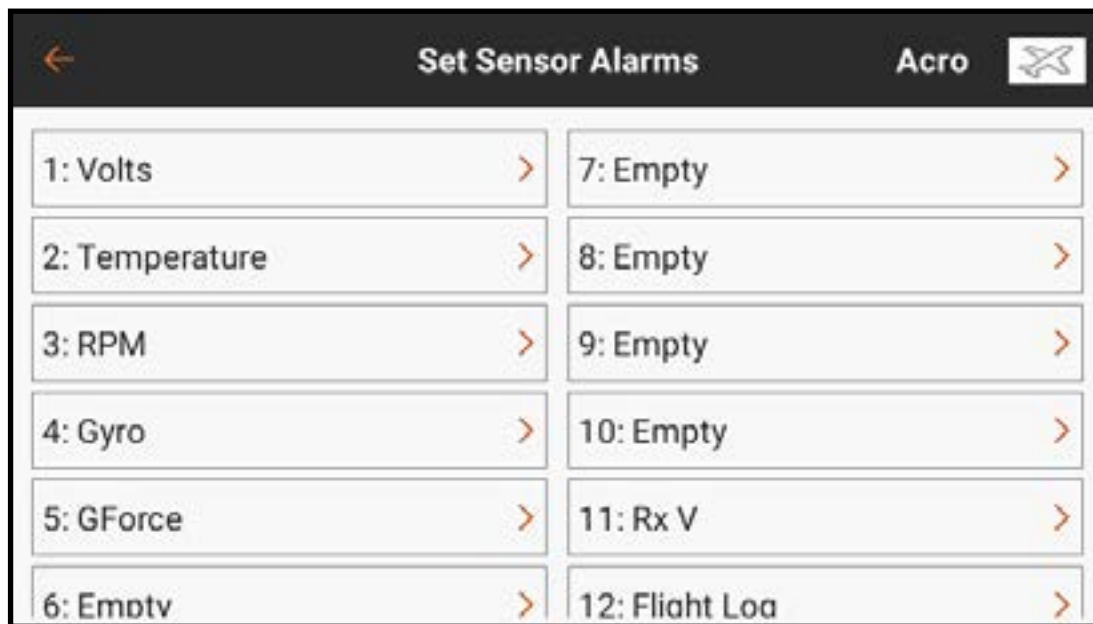 Set Sensor Alarms Acro
1: Volts
2: Temperature
3: RPM
4: Gyro
5: GForce
6: Empty
7: Empty
8: Empty
9: Empty
10: Empty
11: Rx V
12: Flight Log